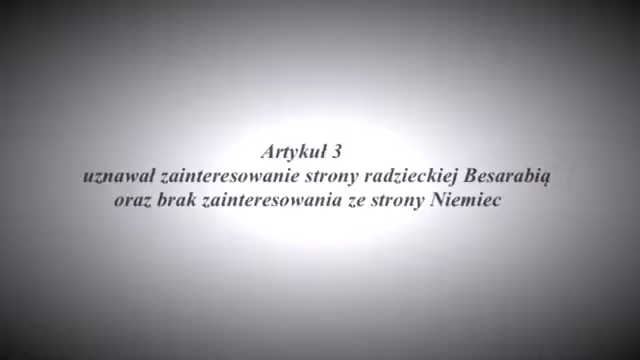 Artykuł 3
uznawał zainteresowanie strony radzieckiej Besarabią
oraz brak zainteresowania ze strony Niemiec